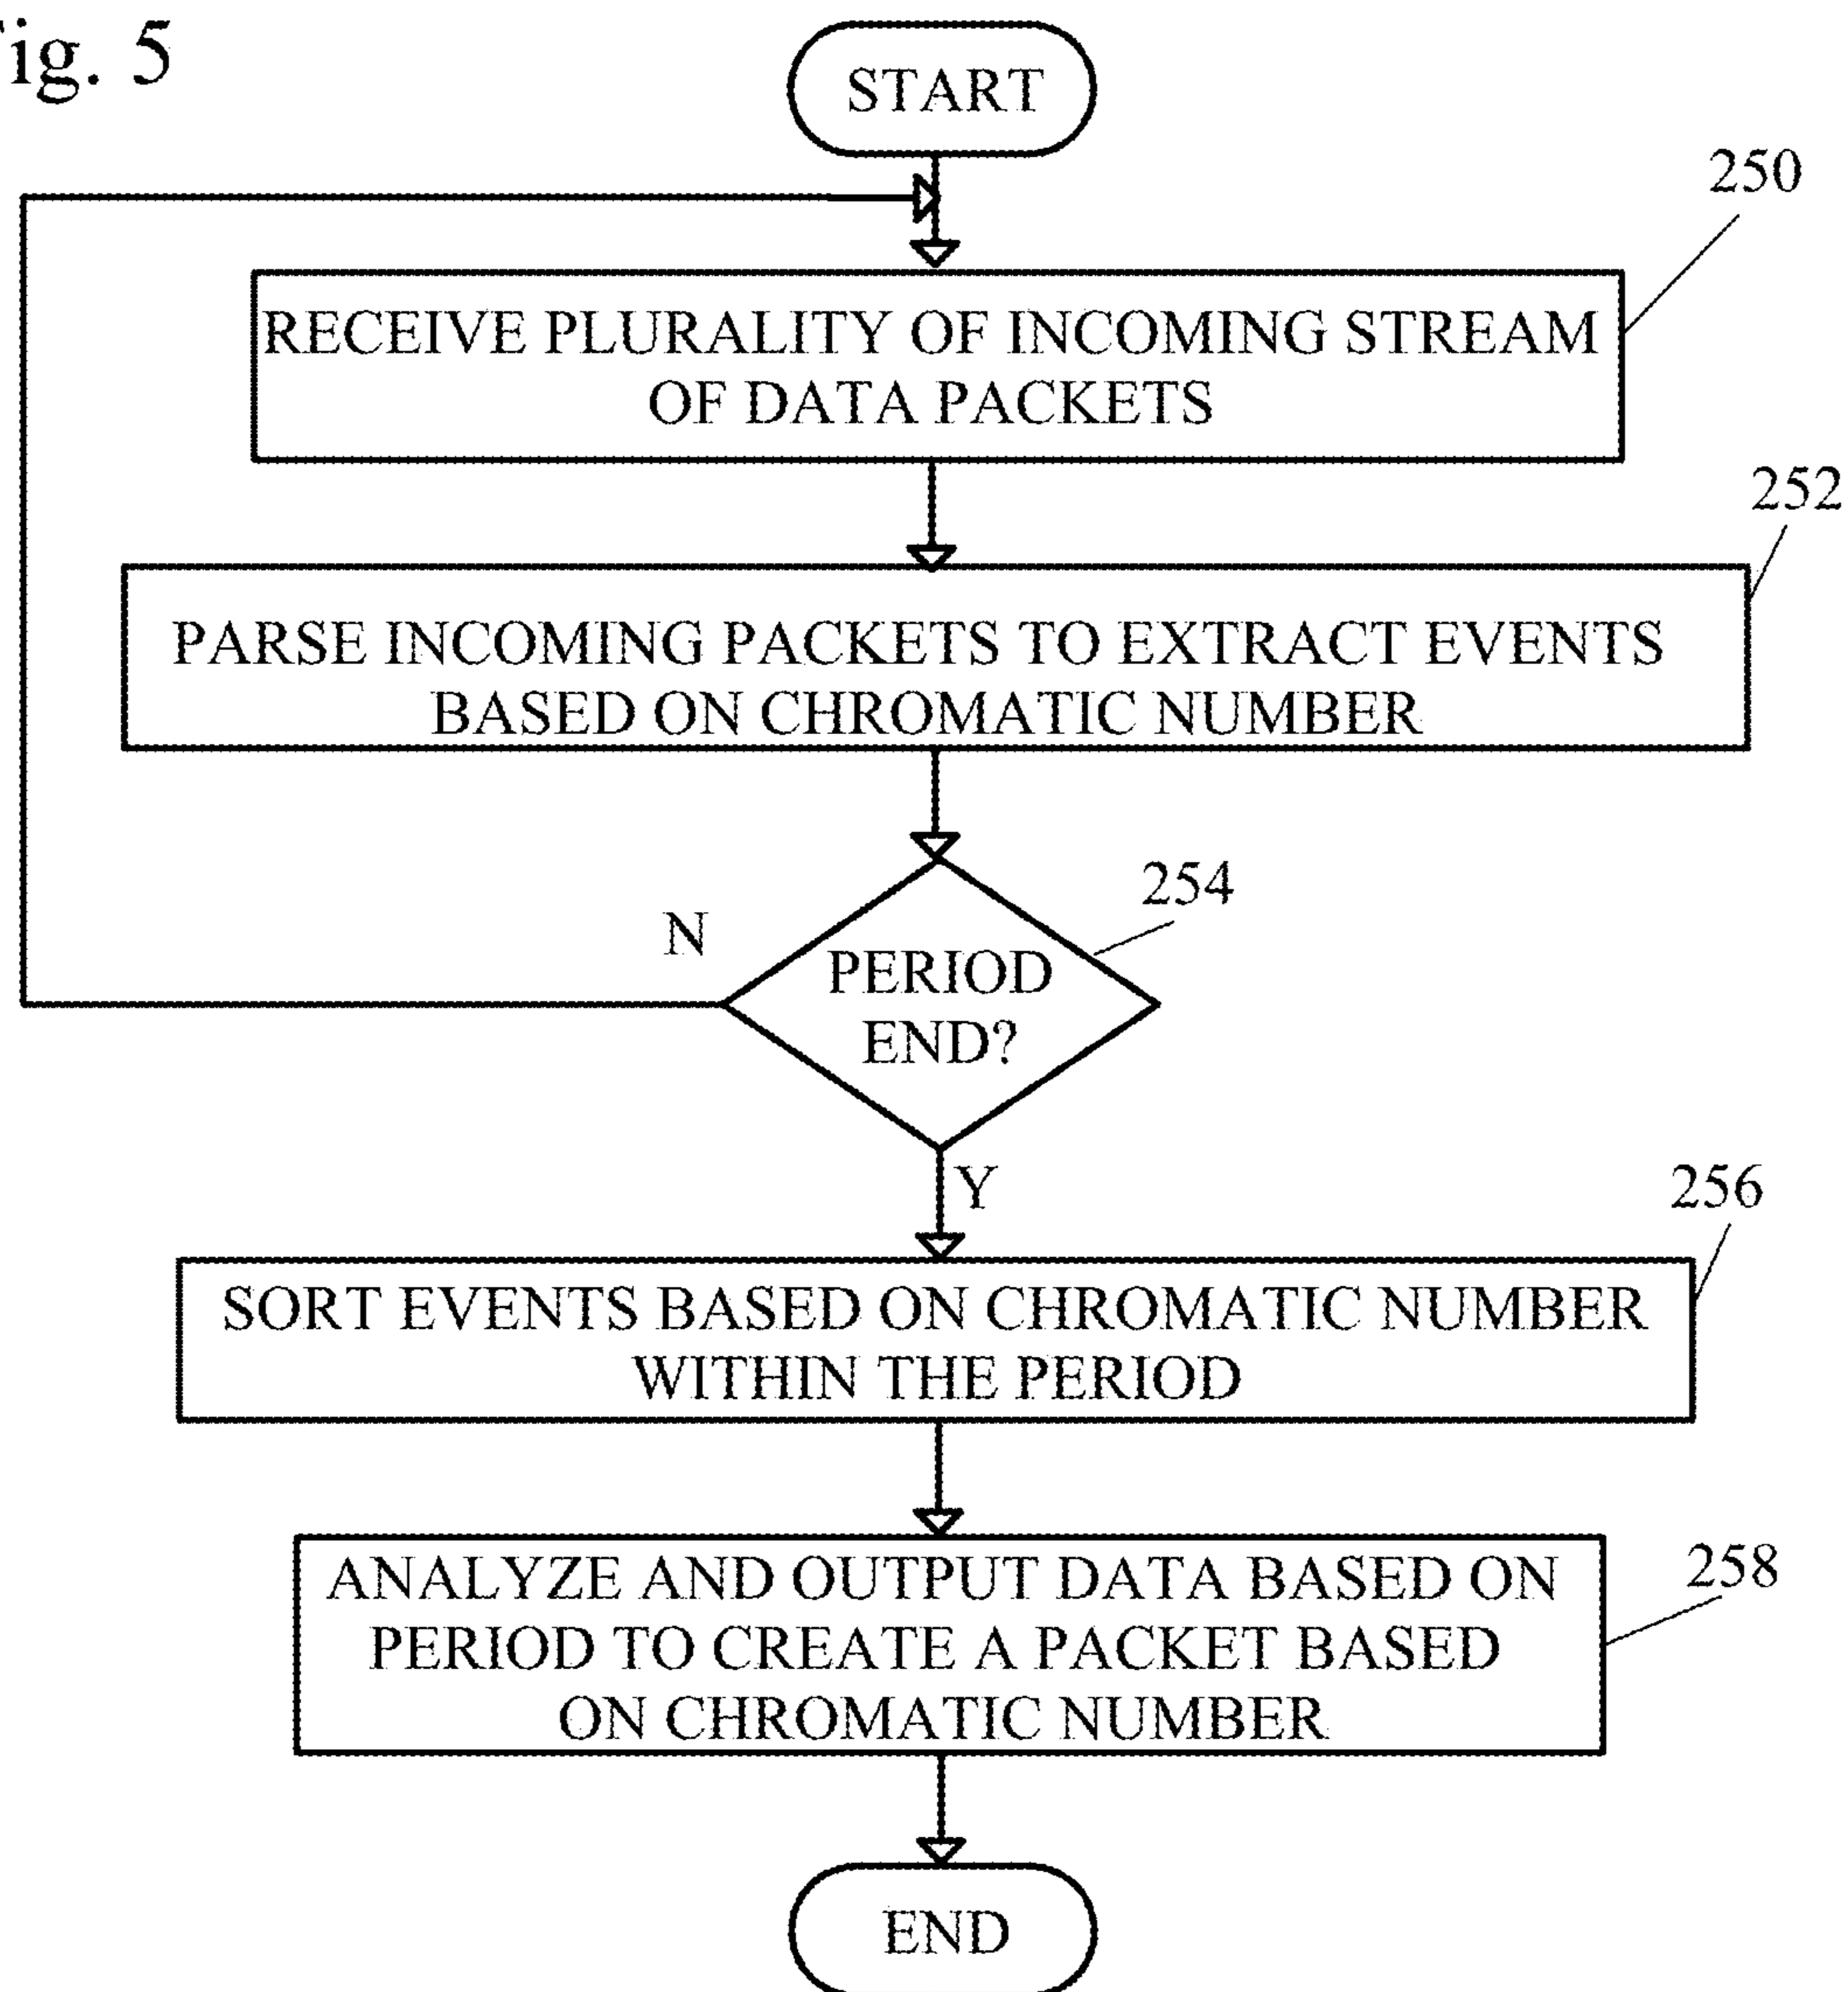 ig. 5
START
250
RECEIVE PLURALITY OF INCOMING STREAM
OF DATA PACKETS
252
PARSE INCOMING PACKETS TO EXTRACT EVENTS
BASED ON CHROMATIC NUMBER
254
N
PERIOD
END?
Y
256
SORT EVENTS BASED ON CHROMATIC NUMBER
WITHIN THE PERIOD
258
ANALYZE AND OUTPUT DATA BASED ON
PERIOD TO CREATE A PACKET BASED
ON CHROMATIC NUMBER
END